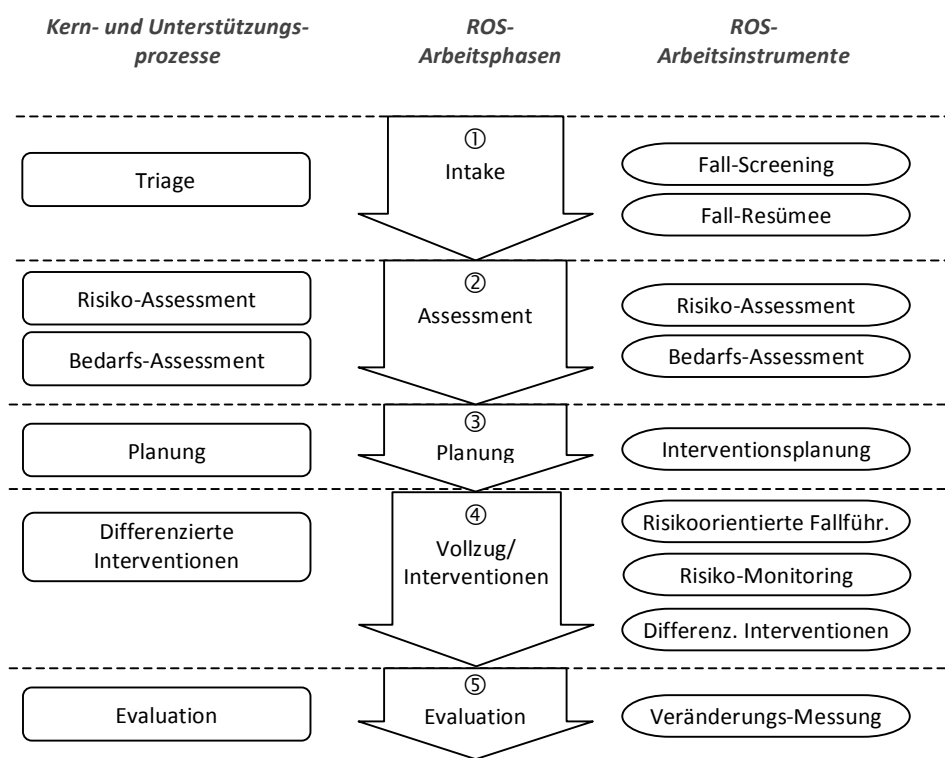 Kern- und Unterstützungs-
prozesse
ROS-
Arbeitsphasen
ROS-
Arbeitsinstrumente
Triage
①
Intake
Fall-Screening
Fall-Resümee
Risiko-Assessment
Bedarfs-Assessment
②
Assessment
Risiko-Assessment
Bedarfs-Assessment
Planung
③
Planung
Interventionsplanung
Differenzierte
Interventionen
④
Vollzug/
Interventionen
Risikoorientierte Fallführ.
Risiko-Monitoring
Differenz. Interventionen
Evaluation
⑤
Evaluation
Veränderungs-Messung